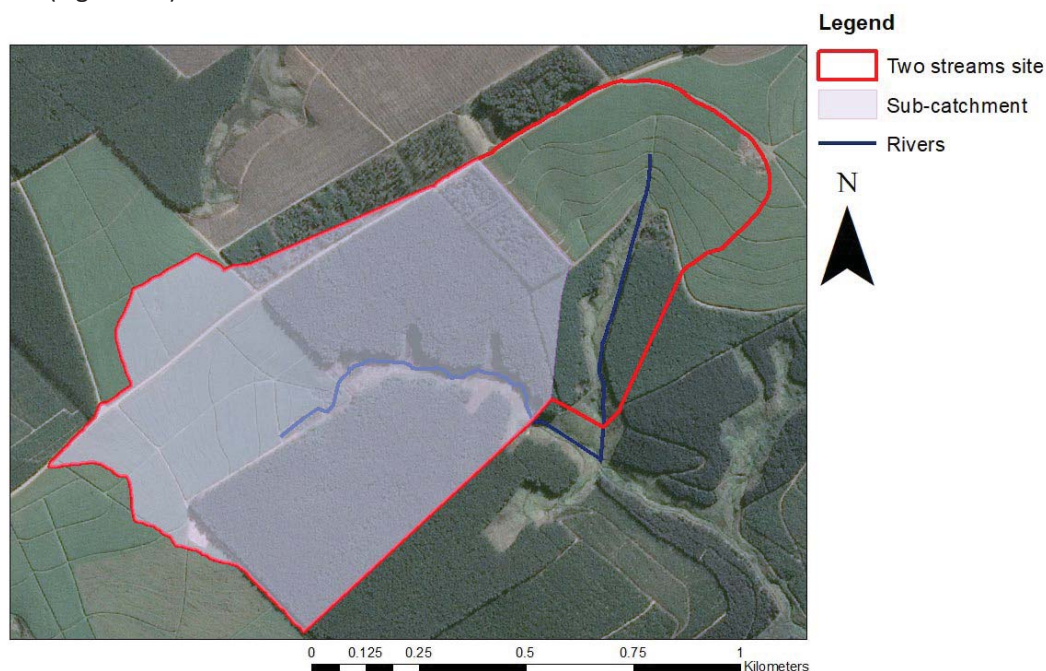 Legend
Two streams site
Sub-catchment
Rivers
N
0 0.125 0.25 0.5 0.75 1
Kilometers